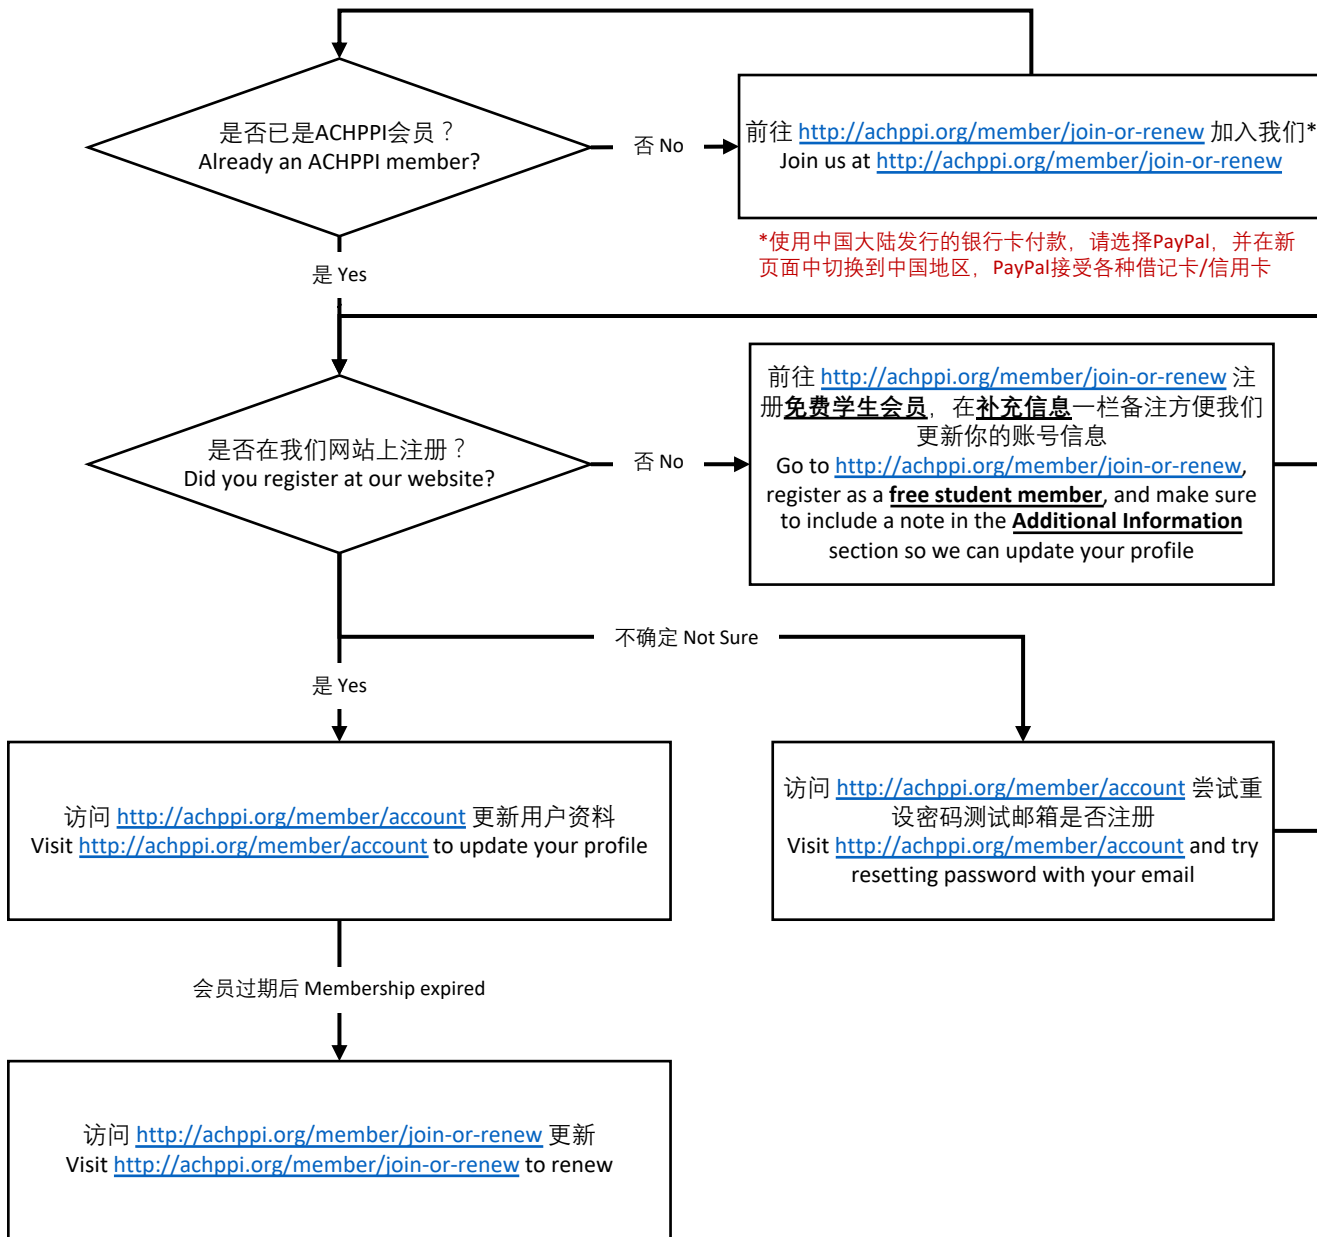 是否已是ACHPPI会员？
Already an ACHPPI member?
否 No
前往 http://achppi.org/member/join-or-renew 加入我们*
Join us at http://achppi.org/member/join-or-renew
*使用中国大陆发行的银行卡付款，请选择PayPal，并在新
页面中切换到中国地区，PayPal接受各种借记卡/信用卡
是 Yes
是否在我们网站上注册？
Did you register at our website?
否 No
前往 http://achppi.org/member/join-or-renew 注
册免费学生会员，在补充信息一栏备注方便我们
更新你的账号信息
Go to http://achppi.org/member/join-or-renew,
register as a free student member, and make sure
to include a note in the Additional Information
section so we can update your profile
不确定 Not Sure
是 Yes
访问 http://achppi.org/member/account 更新用户资料
Visit http://achppi.org/member/account to update your profile
访问 http://achppi.org/member/account 尝试重
设密码测试邮箱是否注册
Visit http://achppi.org/member/account and try
resetting password with your email
会员过期后 Membership expired
访问 http://achppi.org/member/join-or-renew 更新
Visit http://achppi.org/member/join-or-renew to renew